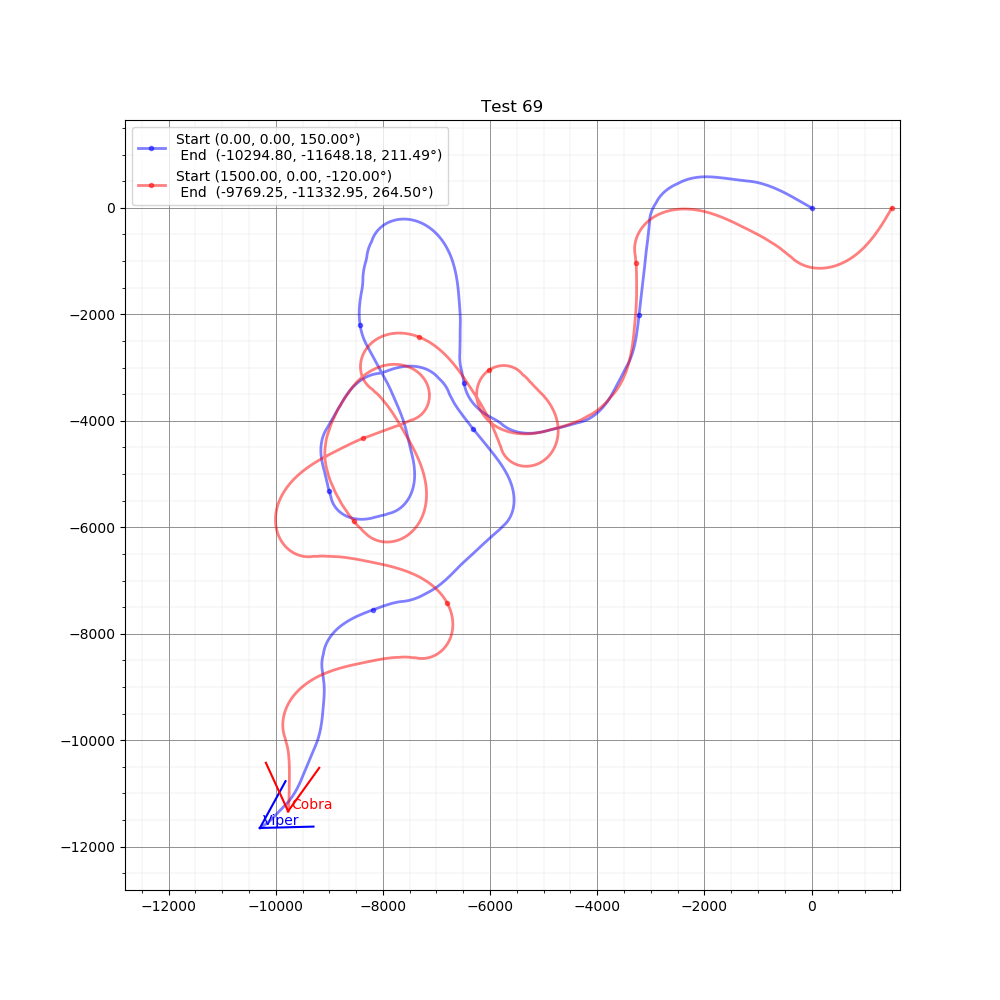 Test 69
Start (0.00, 0.00, 150.00°)
End  (-10294.80, -11648.18, 211.49°)
Start (1500.00, 0.00, -120.00°)
End  (-9769.25, -11332.95, 264.50°)
0
−2000
−4000
−6000
−8000
−10000
−12000
Cobra
Viper
−12000 −10000 −8000 −6000 −4000 −2000 0